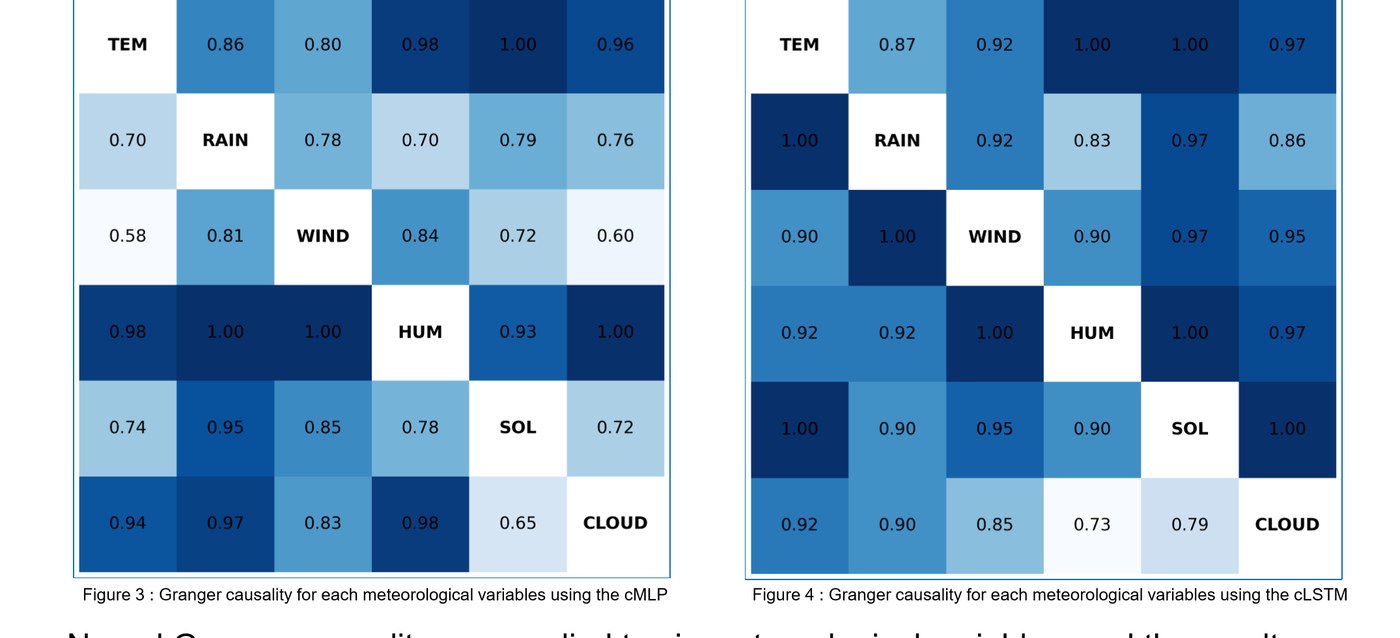 TEM 0.86 0.80 0.98 1.00 0.96
0.70 RAIN 0.78 0.70 0.79 0.76
0.58 0.81 WIND 0.84 0.72 0.60
0.98 1.00 1.00 HUM 0.93 1.00
0.74 0.95 0.85 0.78 SOL 0.72
0.94 0.97 0.83 0.98 0.65 CLOUD
Figure 3 : Granger causality for each meteorological variables using the cMLP
TEM 0.87 0.92 1.00 1.00 0.97
1.00 RAIN 0.92 0.83 0.97 0.86
0.90 1.00 WIND 0.90 0.97 0.95
0.92 0.92 1.00 HUM 1.00 0.97
1.00 0.90 0.95 0.90 SOL 1.00
0.92 0.90 0.85 0.73 0.79 CLOUD
Figure 4 : Granger causality for each meteorological variables using the cLSTM